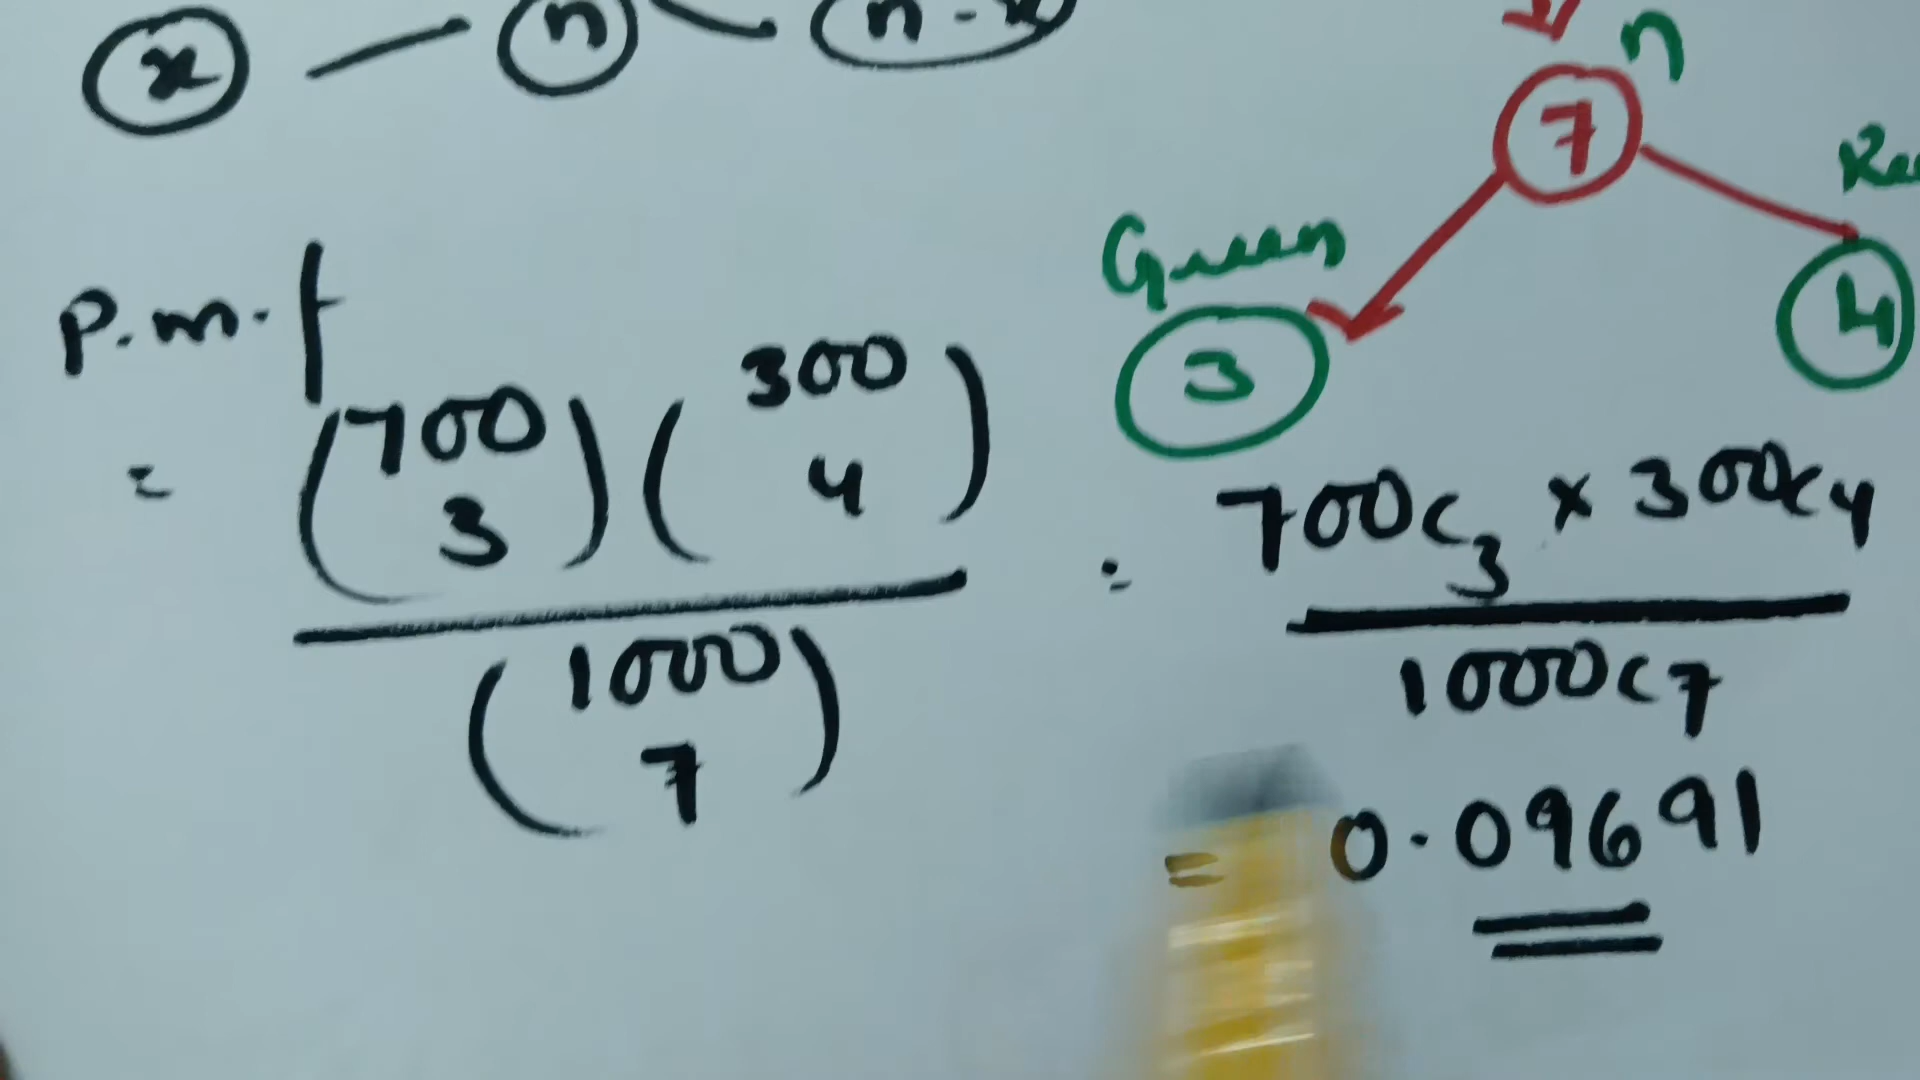 x n n-x
n
7
Green
3 4
p.m.f
= (700 3) (300 4) = 700C3 x 300C4
(1000 7) 1000C7
= 0.09691